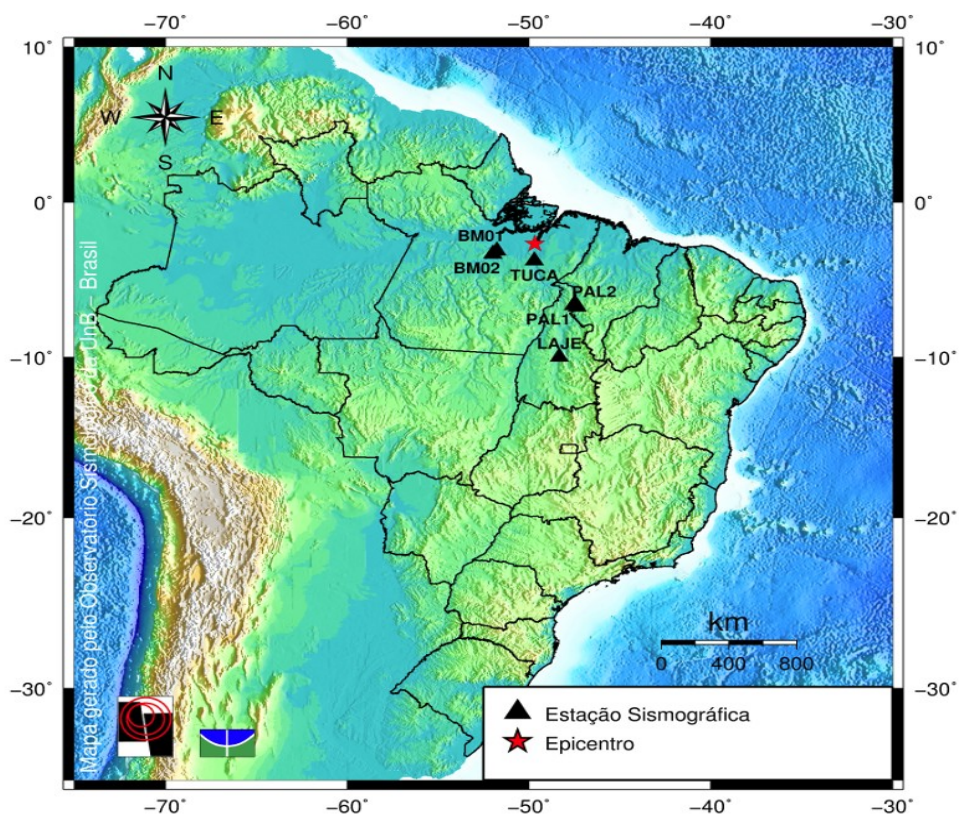 −70˚ −60˚ −50˚ −40˚ −30˚
10˚ 10˚
N
W E
S
0˚ 0˚
BM01
BM02
TUCA
PAL2
PAL1
LAJE
−10˚ −10˚
−20˚ −20˚
km
0 400 800
−30˚ −30˚
Estação Sismográfica
Epicentro
−70˚ −60˚ −50˚ −40˚ −30˚
Mapa gerado pelo Observatório Sismológico da UnB – Brasil